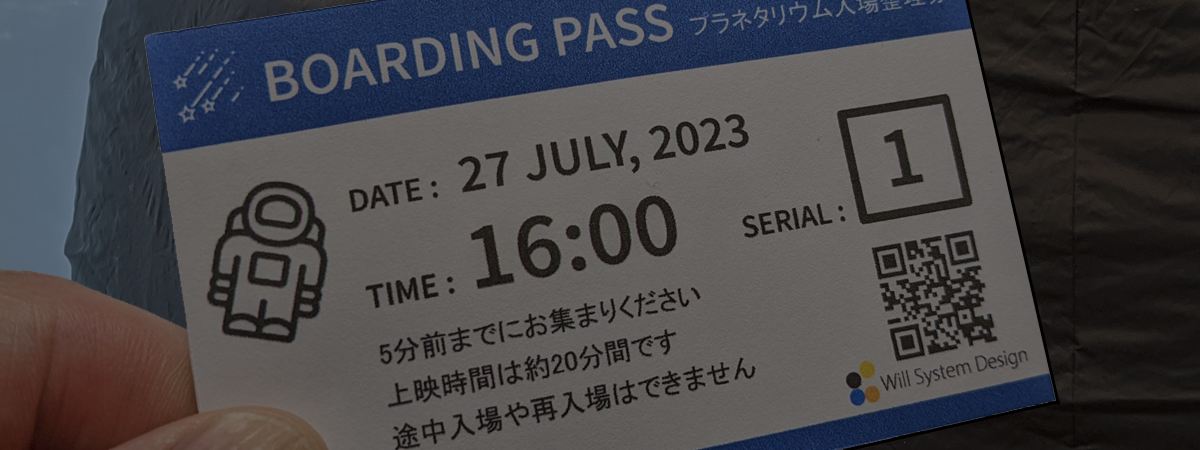 BOARDING PASS プラネタリウム入場整理券
DATE : 27 JULY, 2023
TIME : 16:00
SERIAL : 1
5分前までにお集まりください
上映時間は約20分間です
途中入場や再入場はできません
Will System Design